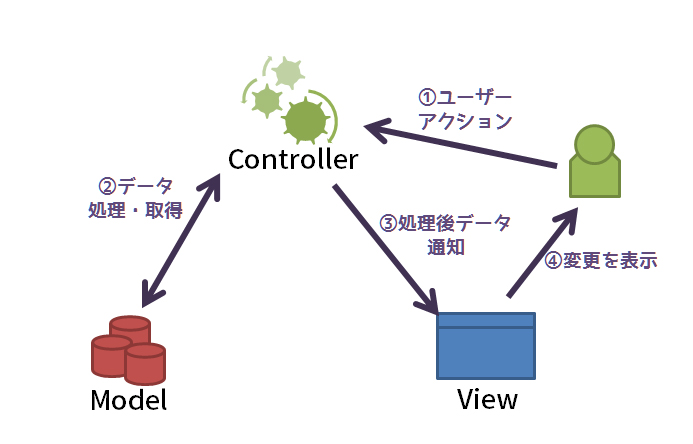 ①ユーザー
アクション
Controller
②データ
処理・取得
③処理後データ
通知
④変更を表示
Model
View